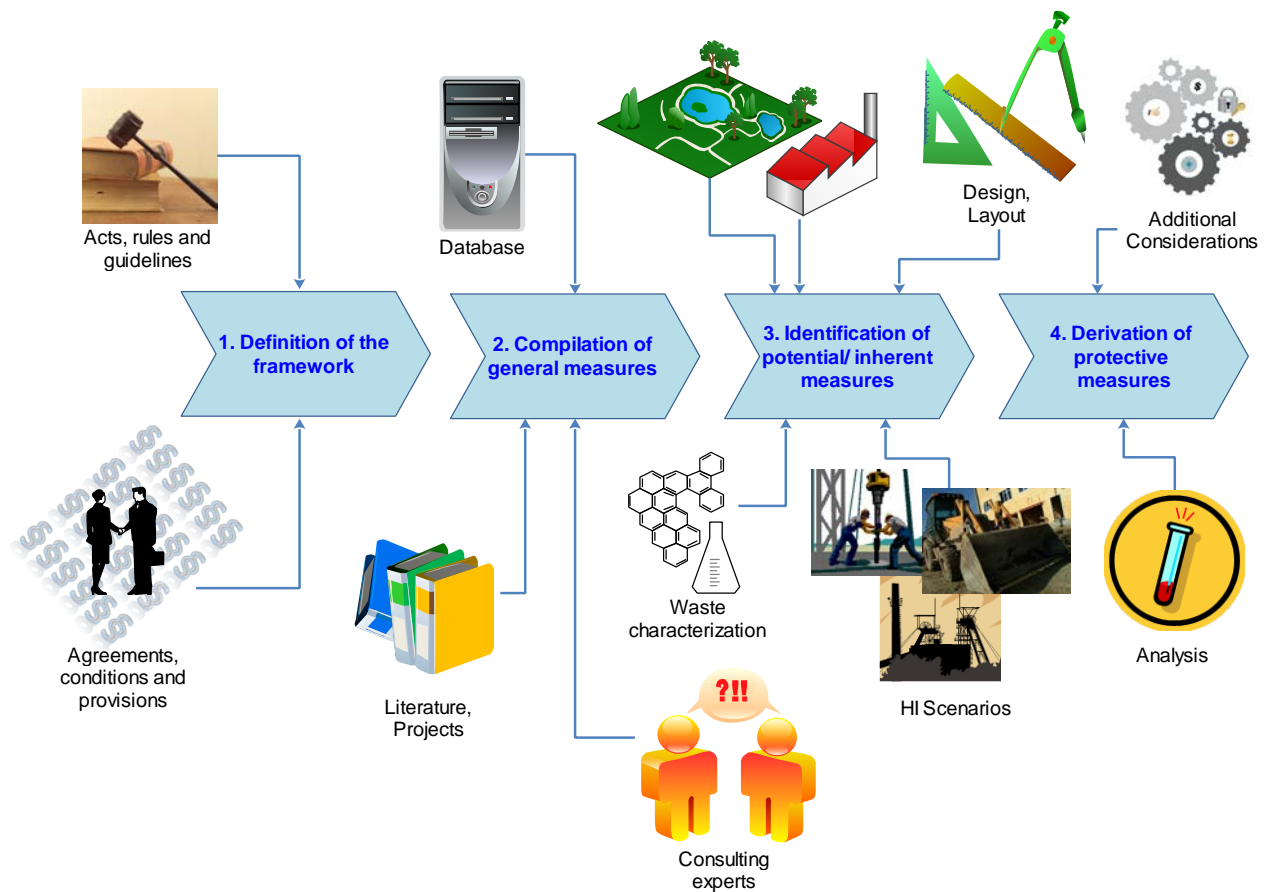 Acts, rules and
guidelines
Database
Design,
Layout
$
Additional
Considerations
1. Definition of the
framework
2. Compilation of
general measures
3. Identification of
potential/ inherent
measures
4. Derivation of
protective
measures
Agreements,
conditions and
provisions
Literature,
Projects
Waste
characterization
HI Scenarios
Analysis
?!!
Consulting
experts